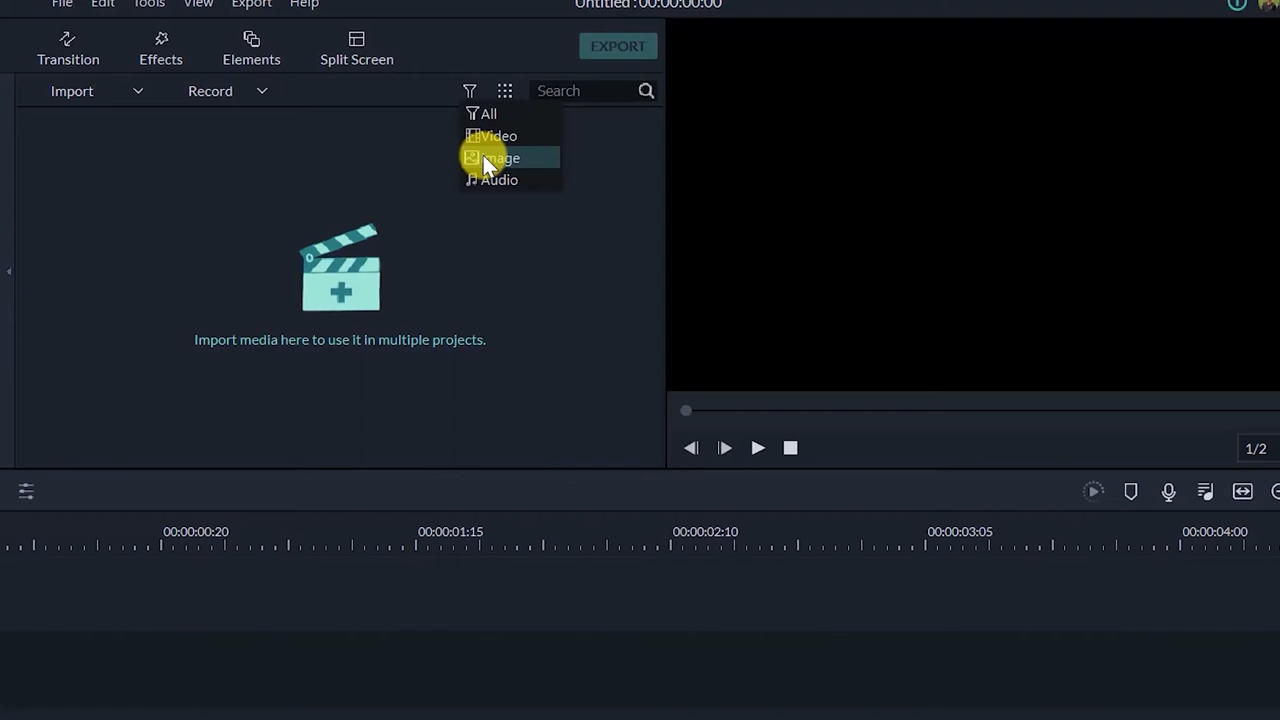 File Edit Tools View Export Help
Untitled : 00:00:00:00
Transition Effects Elements Split Screen EXPORT
Import Record Search
All
Video
Image
Audio
Import media here to use it in multiple projects.
1/2
00:00:00:20 00:00:01:15 00:00:02:10 00:00:03:05 00:00:04:00